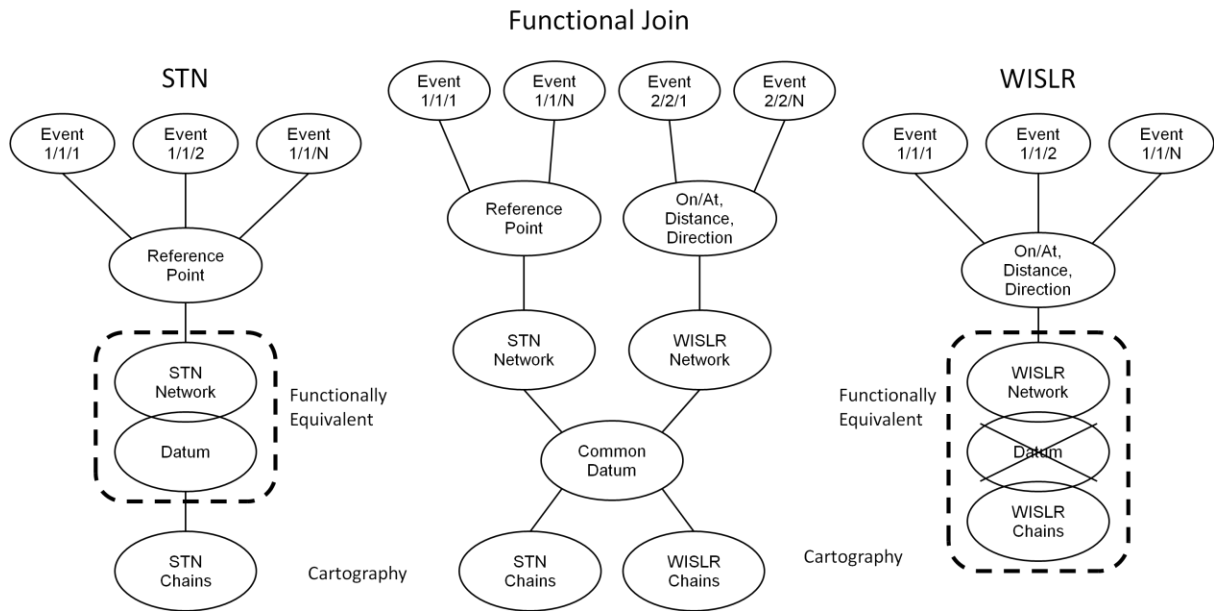 Functional Join
STN
Event
1/1/1
Event
1/1/2
Event
1/1/N
Reference
Point
STN
Network
Datum
Functionally
Equivalent
STN
Chains
Cartography
Event
1/1/1
Event
1/1/N
Event
2/2/1
Event
2/2/N
Reference
Point
On/At,
Distance,
Direction
STN
Network
WISLR
Network
Common
Datum
STN
Chains
WISLR
Chains
Cartography
WISLR
Event
1/1/1
Event
1/1/2
Event
1/1/N
On/At,
Distance,
Direction
Functionally
Equivalent
WISLR
Network
Datum
WISLR
Chains